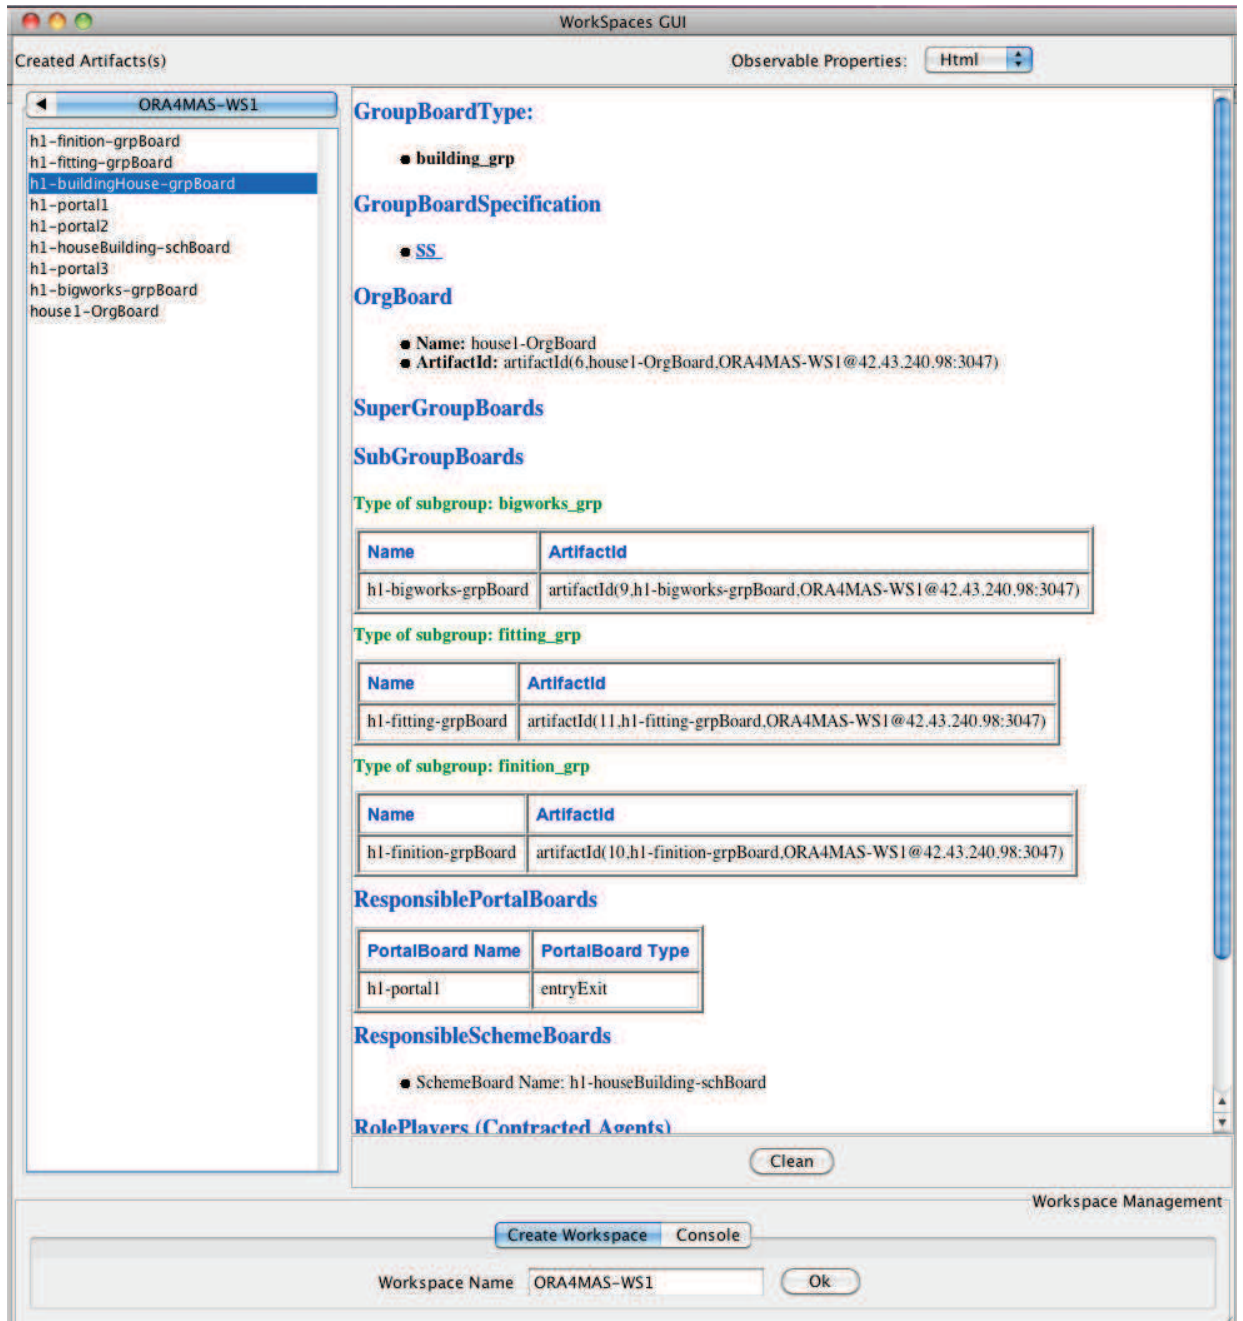 WorkSpaces GUI
Created Artifacts(s)
Observable Properties: Html
ORA4MAS-WS1
h1-finition-grpBoard
h1-fitting-grpBoard
h1-buildingHouse-grpBoard
h1-portal1
h1-portal2
h1-houseBuilding-schBoard
h1-portal3
h1-bigworks-grpBoard
house1-OrgBoard
GroupBoardType:
building_grp
GroupBoardSpecification
SS_
OrgBoard
Name: house1-OrgBoard
ArtifactId: artifactId(6,house1-OrgBoard,ORA4MAS-WS1@42.43.240.98:3047)
SuperGroupBoards
SubGroupBoards
Type of subgroup: bigworks_grp
Name ArtifactId
h1-bigworks-grpBoard artifactId(9,h1-bigworks-grpBoard,ORA4MAS-WS1@42.43.240.98:3047)
Type of subgroup: fitting_grp
Name ArtifactId
h1-fitting-grpBoard artifactId(11,h1-fitting-grpBoard,ORA4MAS-WS1@42.43.240.98:3047)
Type of subgroup: finition_grp
Name ArtifactId
h1-finition-grpBoard artifactId(10,h1-finition-grpBoard,ORA4MAS-WS1@42.43.240.98:3047)
ResponsiblePortalBoards
PortalBoard Name PortalBoard Type
h1-portal1 entryExit
ResponsibleSchemeBoards
SchemeBoard Name: h1-houseBuilding-schBoard
RolePlayers (Contracted Agents)
Clean
Workspace Management
Create Workspace Console
Workspace Name ORA4MAS-WS1 Ok